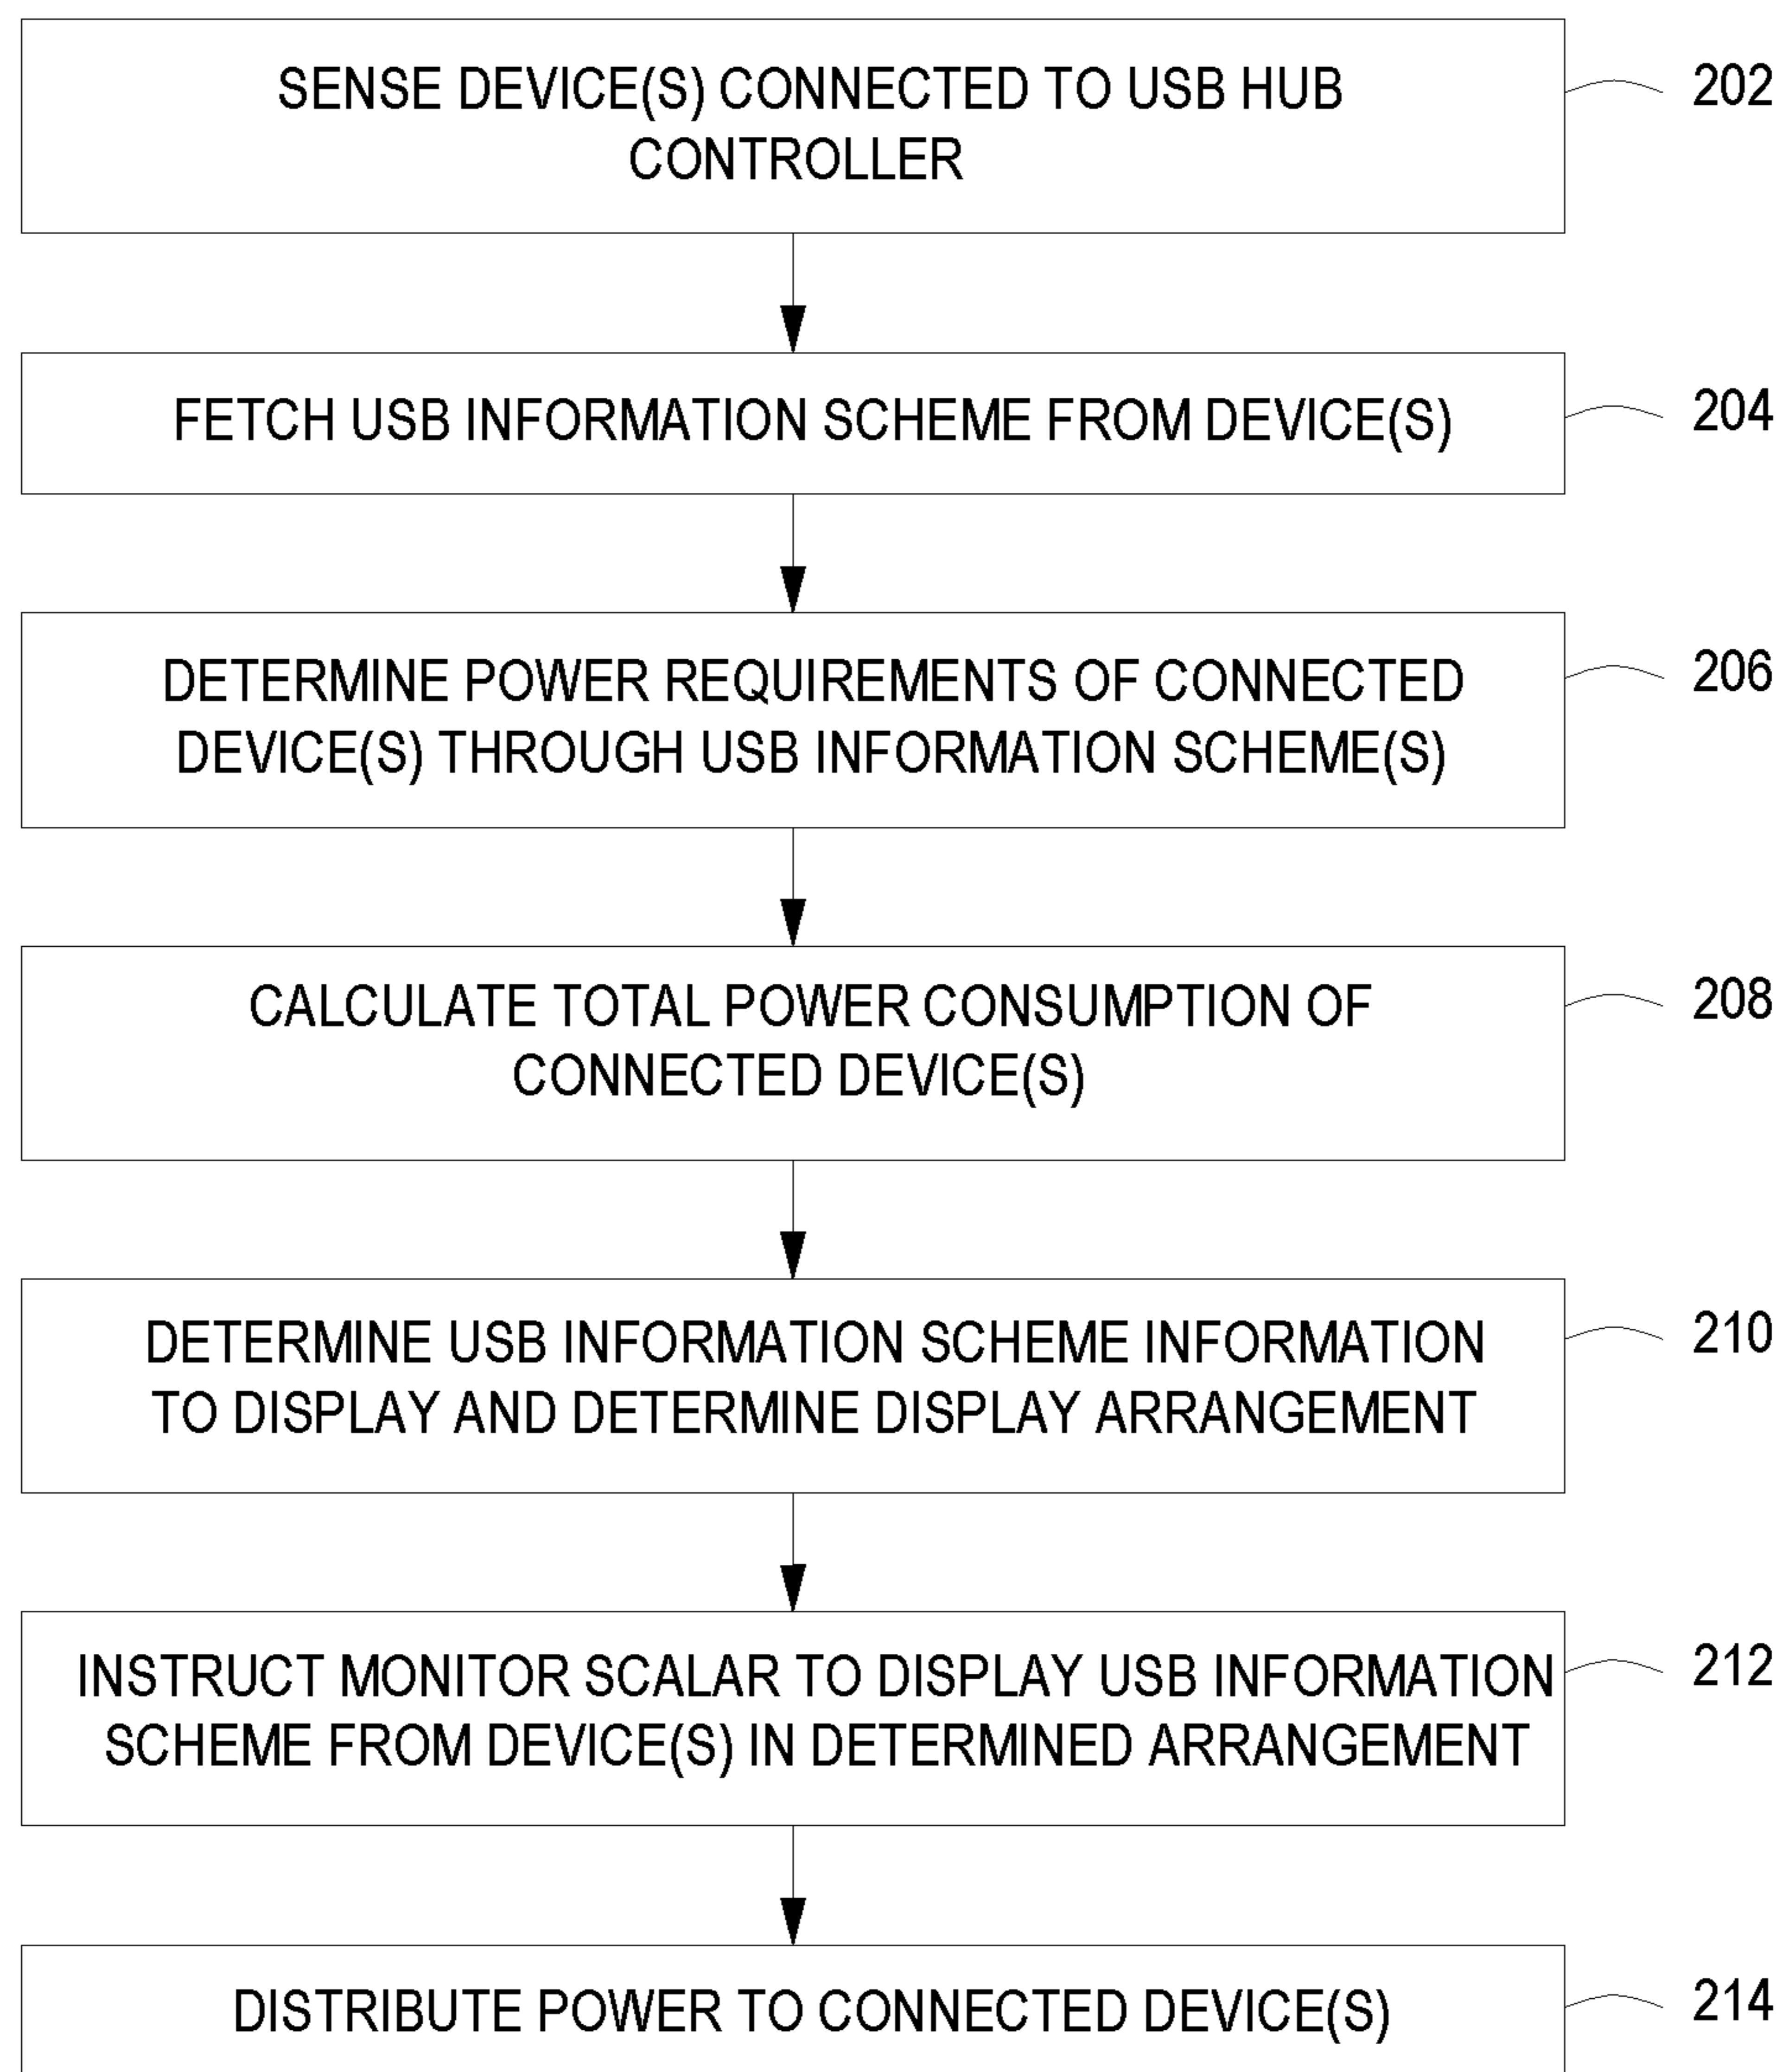 SENSE DEVICE(S) CONNECTED TO USB HUB
CONTROLLER
202
FETCH USB INFORMATION SCHEME FROM DEVICE(S)
204
DETERMINE POWER REQUIREMENTS OF CONNECTED
DEVICE(S) THROUGH USB INFORMATION SCHEME(S)
206
CALCULATE TOTAL POWER CONSUMPTION OF
CONNECTED DEVICE(S)
208
DETERMINE USB INFORMATION SCHEME INFORMATION
TO DISPLAY AND DETERMINE DISPLAY ARRANGEMENT
210
INSTRUCT MONITOR SCALAR TO DISPLAY USB INFORMATION
SCHEME FROM DEVICE(S) IN DETERMINED ARRANGEMENT
212
DISTRIBUTE POWER TO CONNECTED DEVICE(S)
214